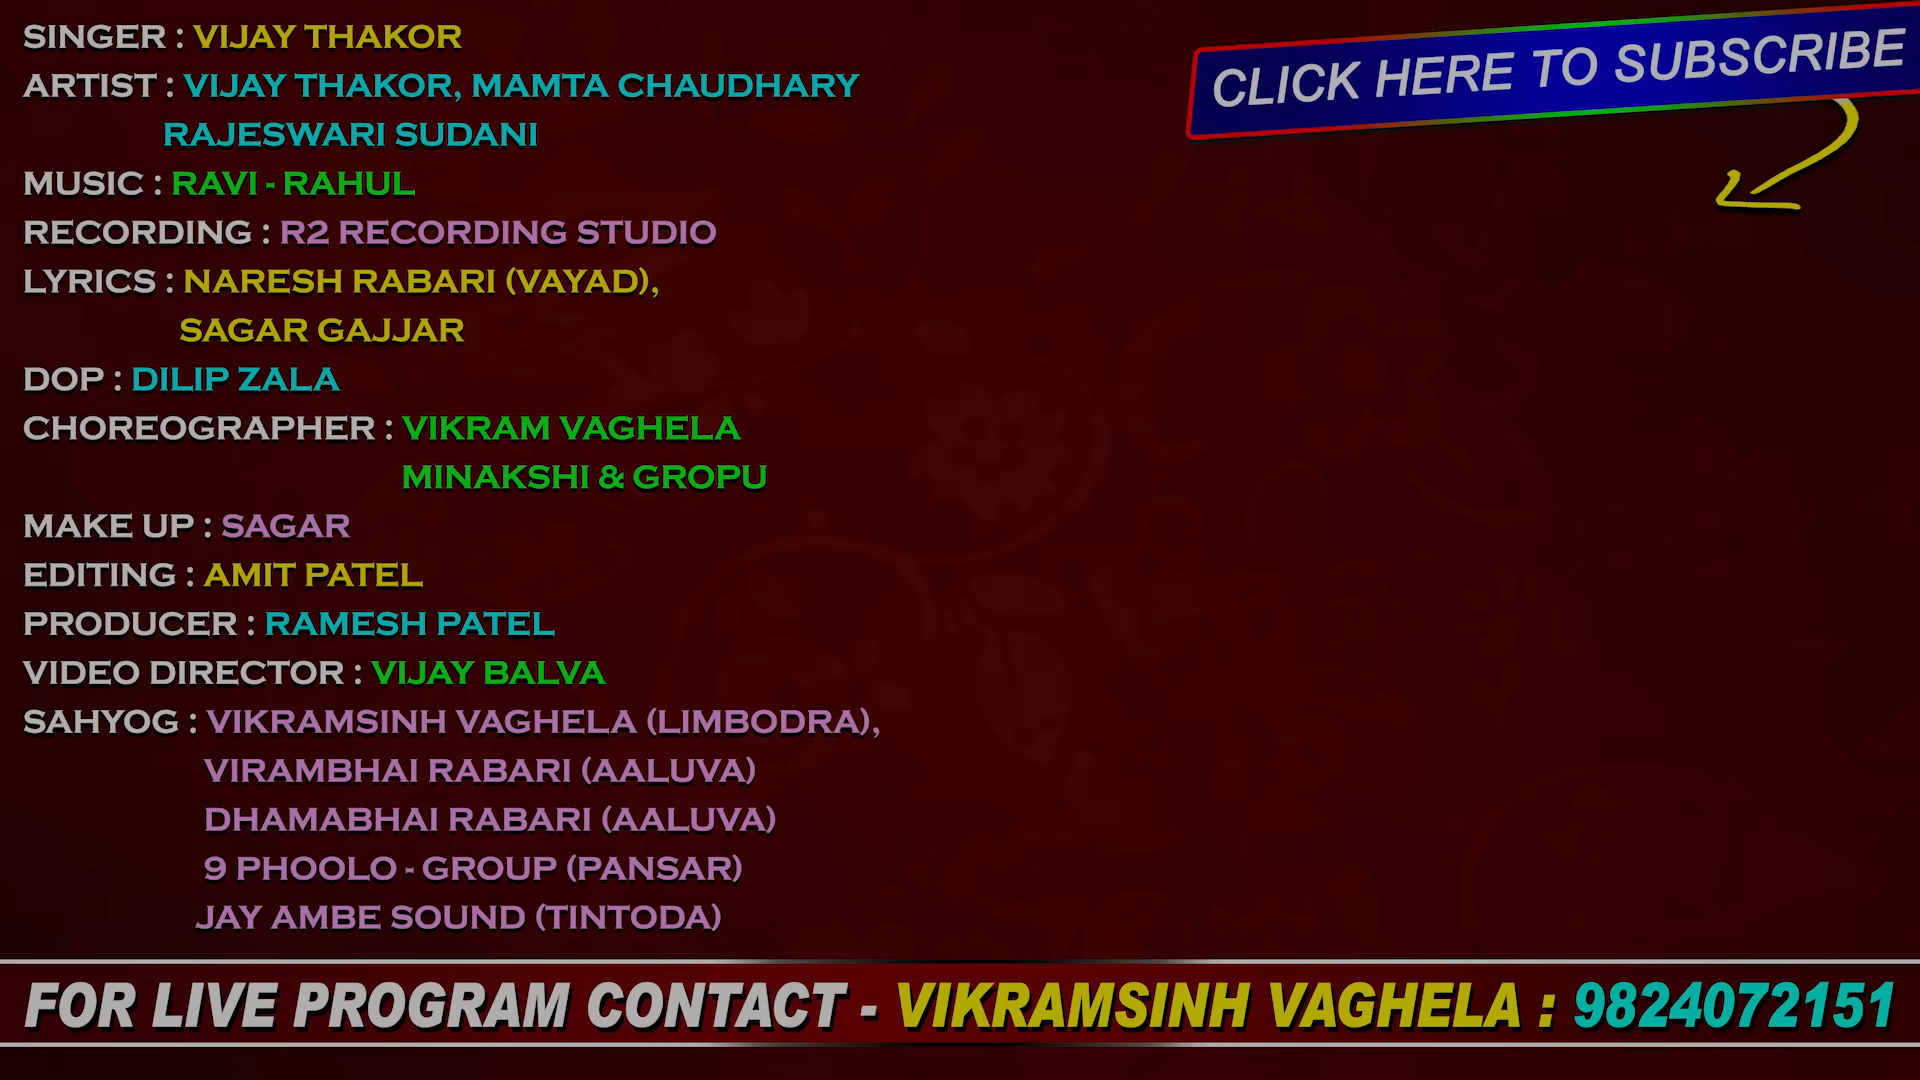 SINGER : VIJAY THAKOR
ARTIST : VIJAY THAKOR, MAMTA CHAUDHARY
RAJESWARI SUDANI
MUSIC : RAVI - RAHUL
RECORDING : R2 RECORDING STUDIO
LYRICS : NARESH RABARI (VAYAD),
SAGAR GAJJAR
DOP : DILIP ZALA
CHOREOGRAPHER : VIKRAM VAGHELA
MINAKSHI & GROPU
MAKE UP : SAGAR
EDITING : AMIT PATEL
PRODUCER : RAMESH PATEL
VIDEO DIRECTOR : VIJAY BALVA
SAHYOG : VIKRAMSINH VAGHELA (LIMBODRA),
VIRAMBHAI RABARI (AALUVA)
DHAMABHAI RABARI (AALUVA)
9 PHOOLO - GROUP (PANSAR)
JAY AMBE SOUND (TINTODA)
CLICK HERE TO SUBSCRIBE
FOR LIVE PROGRAM CONTACT - VIKRAMSINH VAGHELA : 9824072151